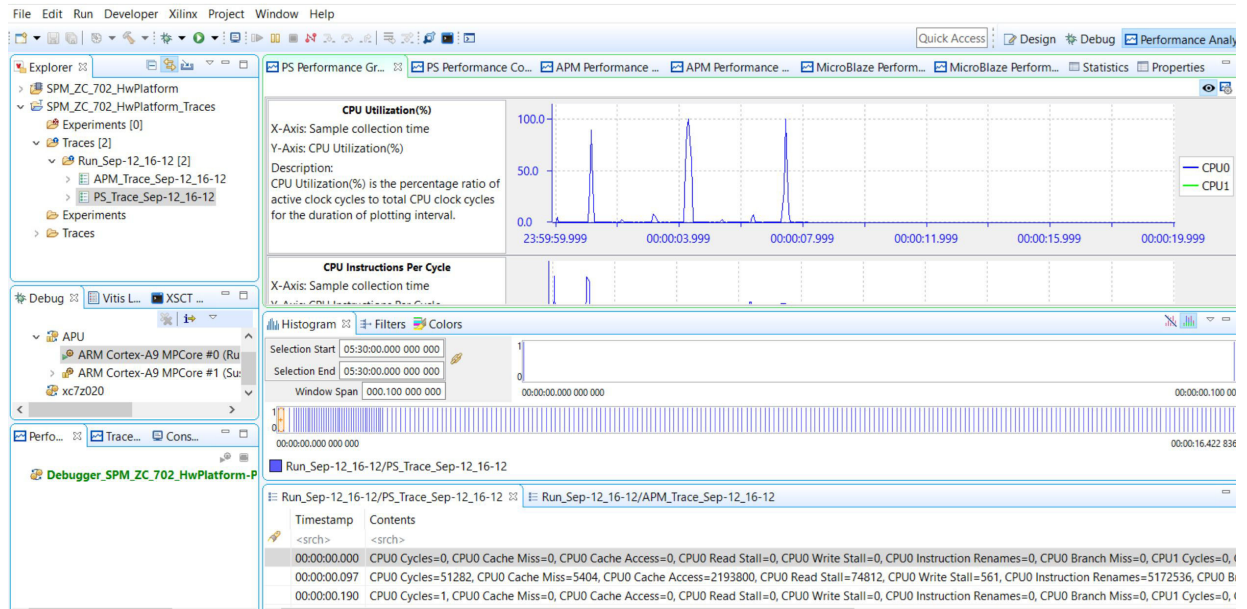 File Edit Run Developer Xilinx Project Window Help
Quick Access Design Debug Performance Analy
Explorer
SPM_ZC_702_HwPlatform
SPM_ZC_702_HwPlatform_Traces
Experiments [0]
Traces [2]
Run_Sep-12_16-12 [2]
APM_Trace_Sep-12_16-12
PS_Trace_Sep-12_16-12
Experiments
Traces
Debug Vitis L... XSCT ...
APU
ARM Cortex-A9 MPCore #0 (Ru
ARM Cortex-A9 MPCore #1 (Su
xc7z020
Perfo... Trace... Cons...
Debugger_SPM_ZC_702_HwPlatform-P
PS Performance Gr... PS Performance Co... APM Performance ... APM Performance ... MicroBlaze Perform... MicroBlaze Perform... Statistics Properties
CPU Utilization(%)
X-Axis: Sample collection time
Y-Axis: CPU Utilization(%)
Description:
CPU Utilization(%) is the percentage ratio of
active clock cycles to total CPU clock cycles
for the duration of plotting interval.
100.0
50.0
0.0
23:59:59.999 00:00:03.999 00:00:07.999 00:00:11.999 00:00:15.999 00:00:19.999
CPU0
CPU1
CPU Instructions Per Cycle
X-Axis: Sample collection time
Y-Axis: CPU Instructions Per Cycle
Histogram Filters Colors
Selection Start 05:30:00.000 000 000
Selection End 05:30:00.000 000 000
Window Span 000.100 000 000
1
0
00:00:00.000 000 000 00:00:00.100 00
1
0
00:00:00.000 000 000 00:00:16.422 836
Run_Sep-12_16-12/PS_Trace_Sep-12_16-12
Run_Sep-12_16-12/PS_Trace_Sep-12_16-12 Run_Sep-12_16-12/APM_Trace_Sep-12_16-12
Timestamp Contents
<srch> <srch>
00:00:00.000 CPU0 Cycles=0, CPU0 Cache Miss=0, CPU0 Cache Access=0, CPU0 Read Stall=0, CPU0 Write Stall=0, CPU0 Instruction Renames=0, CPU0 Branch Miss=0, CPU1 Cycles=0,
00:00:00.097 CPU0 Cycles=51282, CPU0 Cache Miss=5404, CPU0 Cache Access=2193800, CPU0 Read Stall=74812, CPU0 Write Stall=561, CPU0 Instruction Renames=5172536, CPU0 B
00:00:00.190 CPU0 Cycles=1, CPU0 Cache Miss=0, CPU0 Cache Access=0, CPU0 Read Stall=0, CPU0 Write Stall=0, CPU0 Instruction Renames=0, CPU0 Branch Miss=0, CPU1 Cycles=0,